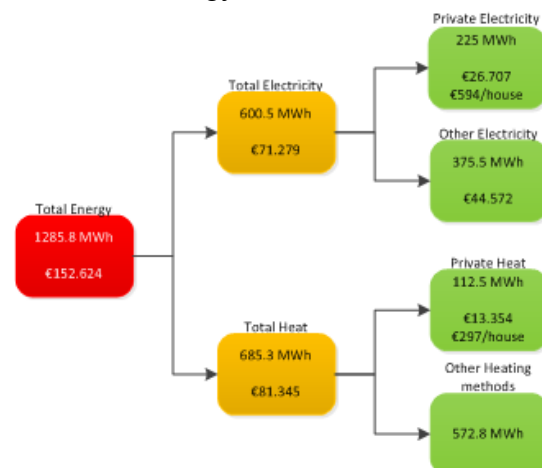 Private Electricity
225 MWh
€26.707
€594/house
Total Electricity
600.5 MWh
€71.279
Other Electricity
375.5 MWh
€44.572
Total Energy
1285.8 MWh
€152.624
Private Heat
112.5 MWh
€13.354
€297/house
Total Heat
685.3 MWh
€81.345
Other Heating
methods
572.8 MWh